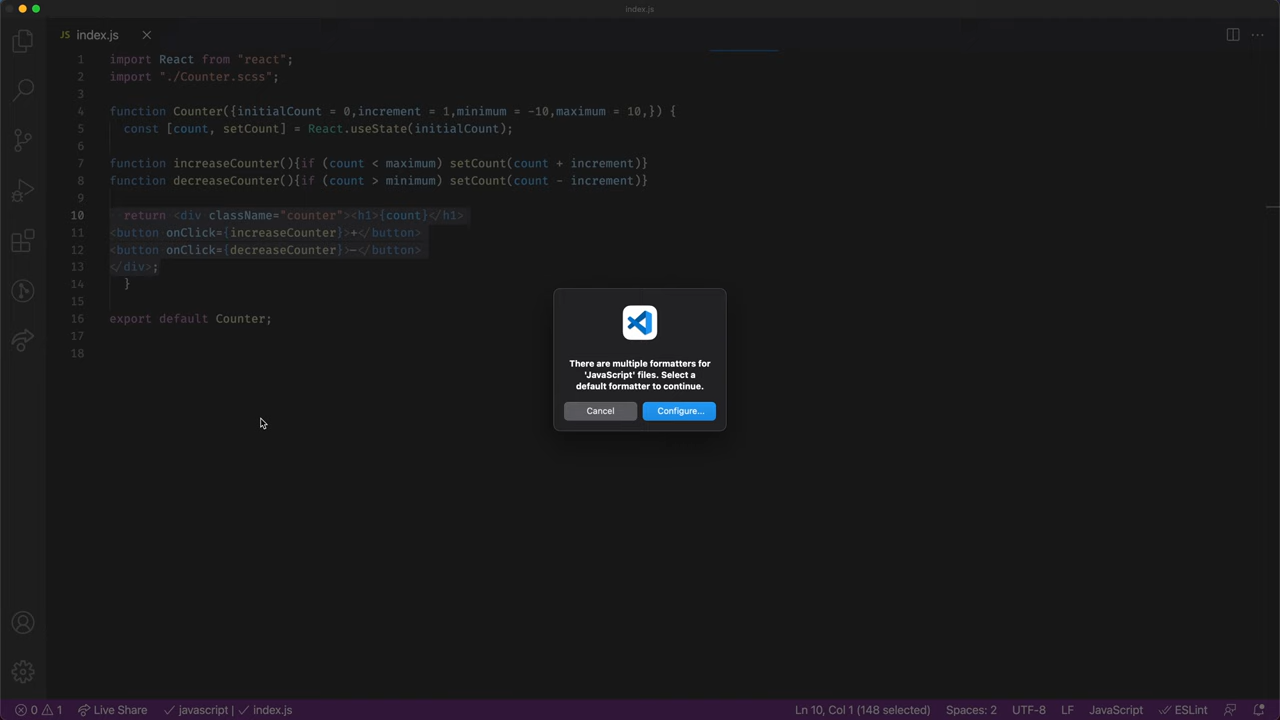 index.js
JS index.js
1 import React from "react";
2 import "./Counter.scss";
3
4 function Counter({initialCount = 0,increment = 1,minimum = -10,maximum = 10,}) {
5 const [count, setCount] = React.useState(initialCount);
6
7 function increaseCounter(){if (count < maximum) setCount(count + increment)}
8 function decreaseCounter(){if (count > minimum) setCount(count - increment)}
9
10 return <div className="counter"><h1>{count}</h1>
11 <button onClick={increaseCounter}>+</button>
12 <button onClick={decreaseCounter}>-</button>
13 </div>;
14 }
15
16 export default Counter;
17
18
There are multiple formatters for
'JavaScript' files. Select a
default formatter to continue.
Cancel Configure...
0 1 Live Share javascript | index.js Ln 10, Col 1 (148 selected) Spaces: 2 UTF-8 LF JavaScript ESLint